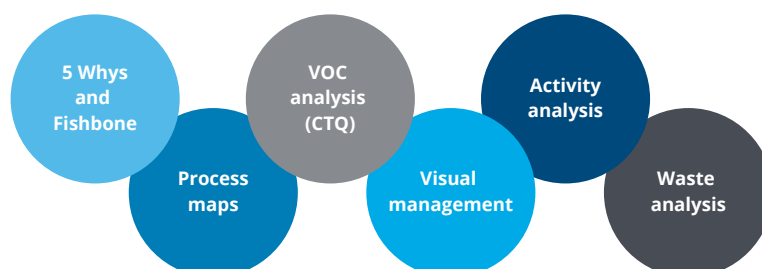 5 Whys
and
Fishbone
Process
maps
VOC
analysis
(CTQ)
Visual
management
Activity
analysis
Waste
analysis